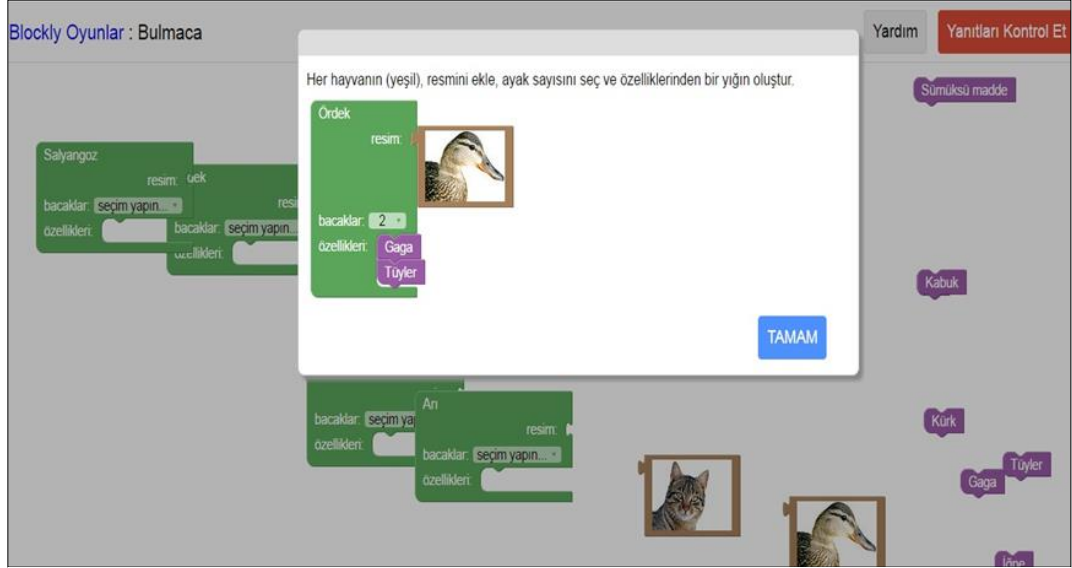 Blockly Oyunlar : Bulmaca
Yardım
Yanıtları Kontrol Et
Her hayvanın (yeşil), resmini ekle, ayak sayısını seç ve özelliklerinden bir yığın oluştur.
Ördek
resim:
bacaklar: 2
özellikleri: Gaga
Tüyler
TAMAM
Salyangoz
resim:
bacaklar: seçim yapın...
özellikleri:
bacaklar: seçim yapın...
özellikleri:
Sümüksü madde
Kabuk
bacaklar:
özellikleri:
Arı
resim:
bacaklar: seçim yapın...
özellikleri:
Kürk
Tüyler
Gaga
İğne